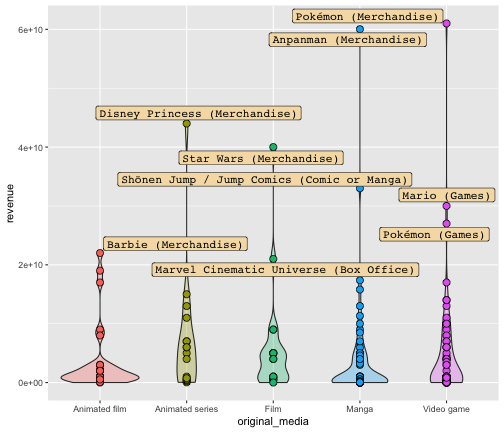 Pokémon (Merchandise)
Anpanman (Merchandise)
Disney Princess (Merchandise)
Star Wars (Merchandise)
Shōnen Jump / Jump Comics (Comic or Manga)
Mario (Games)
Pokémon (Games)
Barbie (Merchandise)
Marvel Cinematic Universe (Box Office)
6e+10
4e+10
2e+10
0e+00
revenue
Animated film Animated series Film Manga Video game
original_media